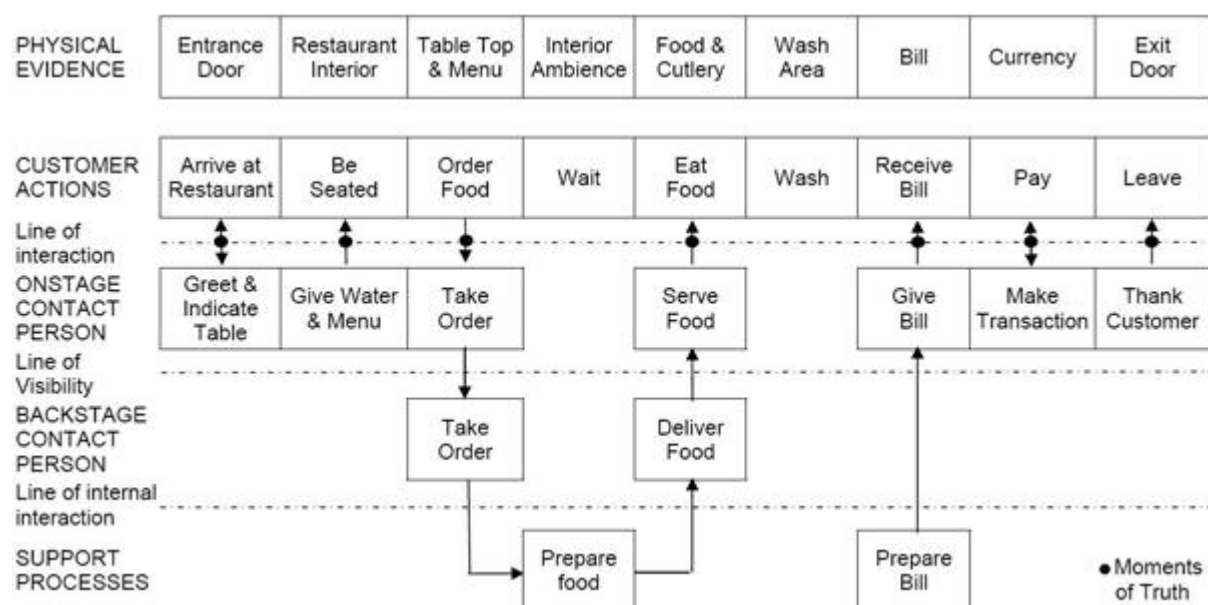 PHYSICAL
EVIDENCE
Entrance
Door
Restaurant
Interior
Table Top
& Menu
Interior
Ambience
Food &
Cutlery
Wash
Area
Bill
Currency
Exit
Door
CUSTOMER
ACTIONS
Arrive at
Restaurant
Be
Seated
Order
Food
Wait
Eat
Food
Wash
Receive
Bill
Pay
Leave
Line of
interaction
ONSTAGE
CONTACT
PERSON
Greet &
Indicate
Table
Give Water
& Menu
Take
Order
Serve
Food
Give
Bill
Make
Transaction
Thank
Customer
Line of
Visibility
BACKSTAGE
CONTACT
PERSON
Take
Order
Deliver
Food
Line of internal
interaction
SUPPORT
PROCESSES
Prepare
food
Prepare
Bill
Moments
of Truth